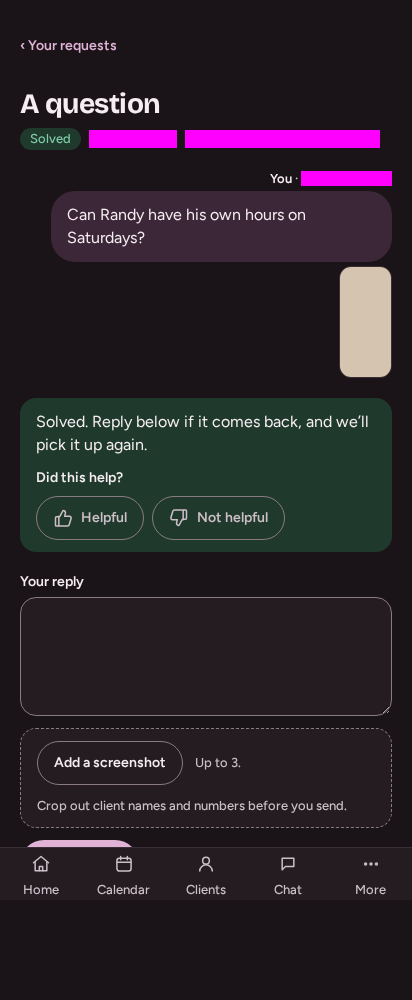 ‹ Your requests
A question
Solved
You ·
Can Randy have his own hours on
Saturdays?
Solved. Reply below if it comes back, and we’ll
pick it up again.
Did this help?
Helpful
Not helpful
Your reply
Add a screenshot
Up to 3.
Crop out client names and numbers before you send.
Home
Calendar
Clients
Chat
More